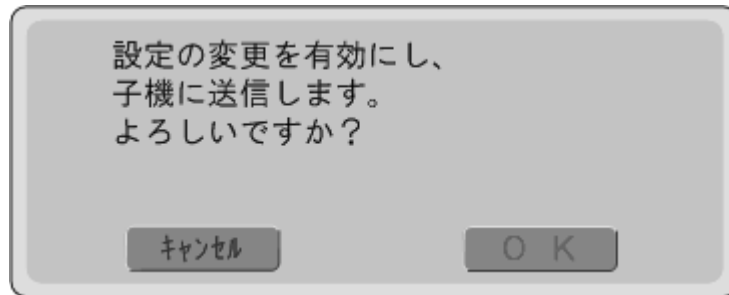 設定の変更を有効にし、
子機に送信します。
よろしいですか？
ｷｬﾝｾﾙ
Ｏ Ｋ